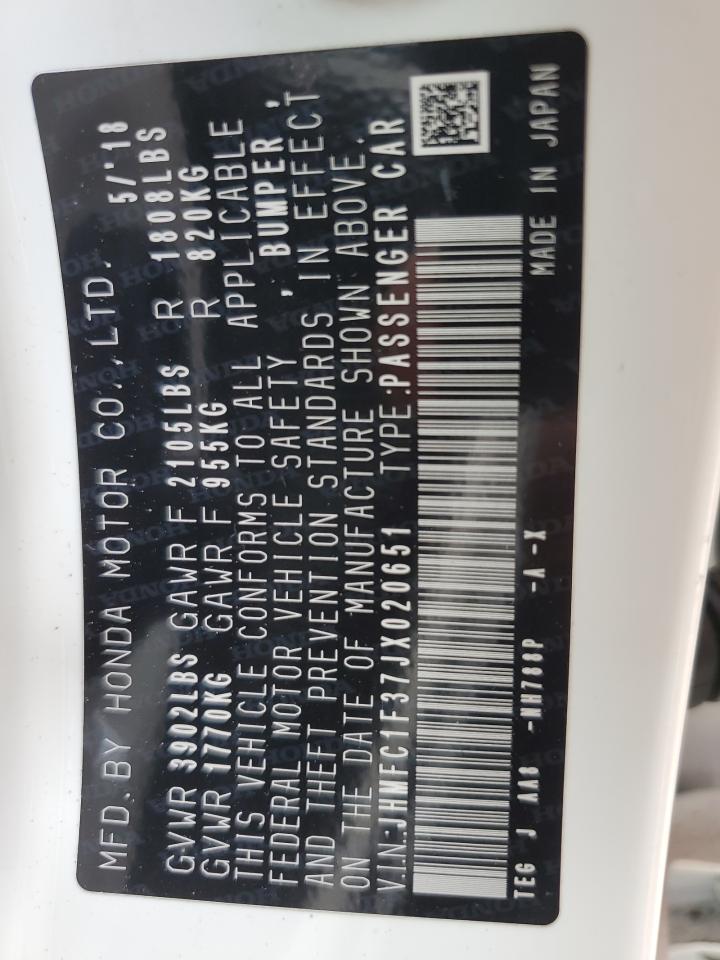 MFD. BY HONDA MOTOR CO., LTD. 5/'18
GVWR 3902LBS GAWR F 2105LBS R 1808LBS
GVWR 1770KG GAWR F 955KG R 820KG
THIS VEHICLE CONFORMS TO ALL APPLICABLE
FEDERAL MOTOR VEHICLE SAFETY, BUMPER,
AND THEFT PREVENTION STANDARDS IN EFFECT
ON THE DATE OF MANUFACTURE SHOWN ABOVE.
V.I.N.:JHMFC1F37JX020651 TYPE:PASSENGER CAR
TEG J AA8 -NH788P -A -X MADE IN JAPAN